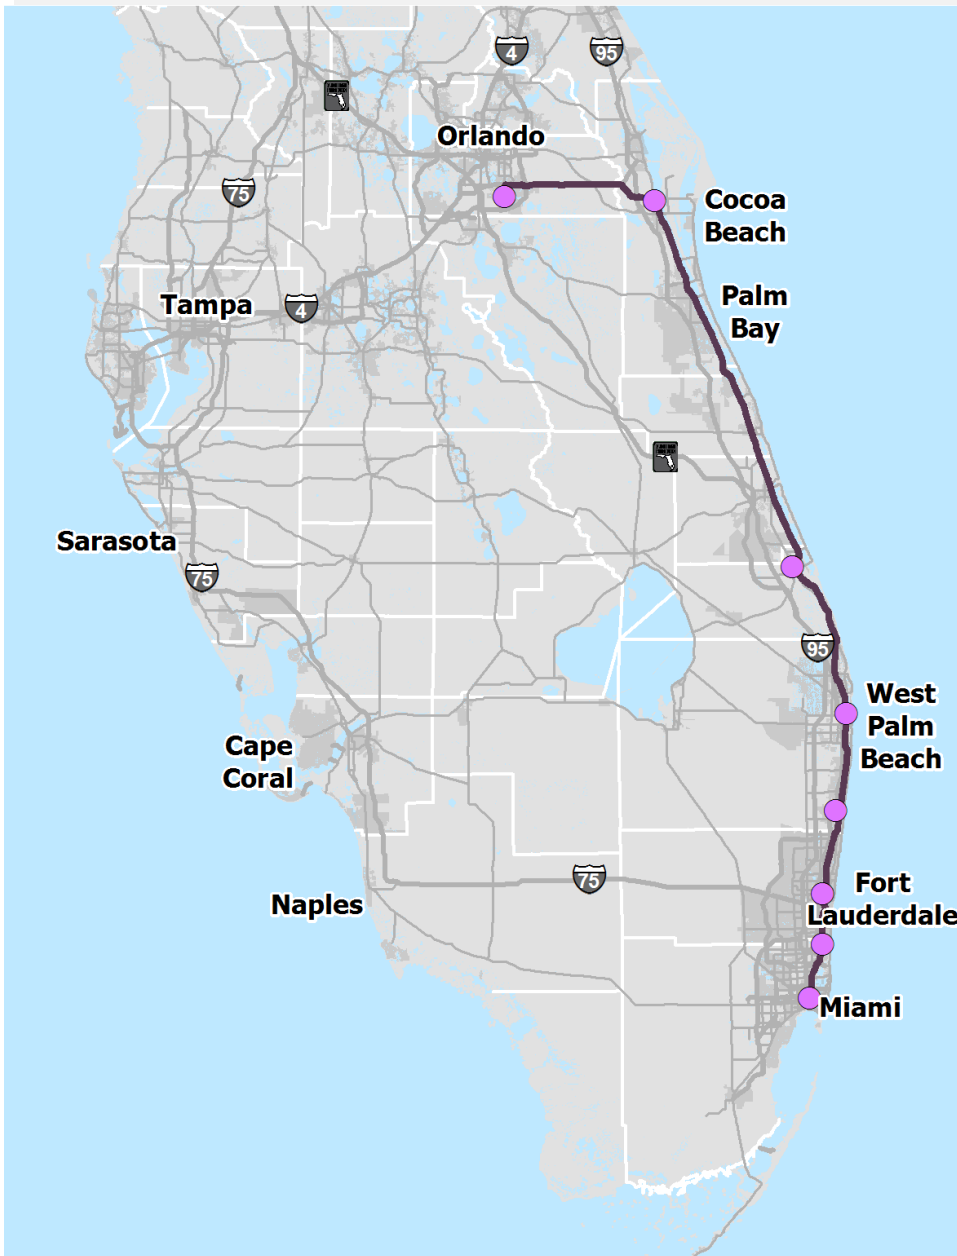 4
95
Orlando
75
Cocoa
Beach
Palm
Bay
Tampa
4
Sarasota
75
95
West
Palm
Beach
Cape
Coral
75
Fort
Lauderdale
Naples
Miami